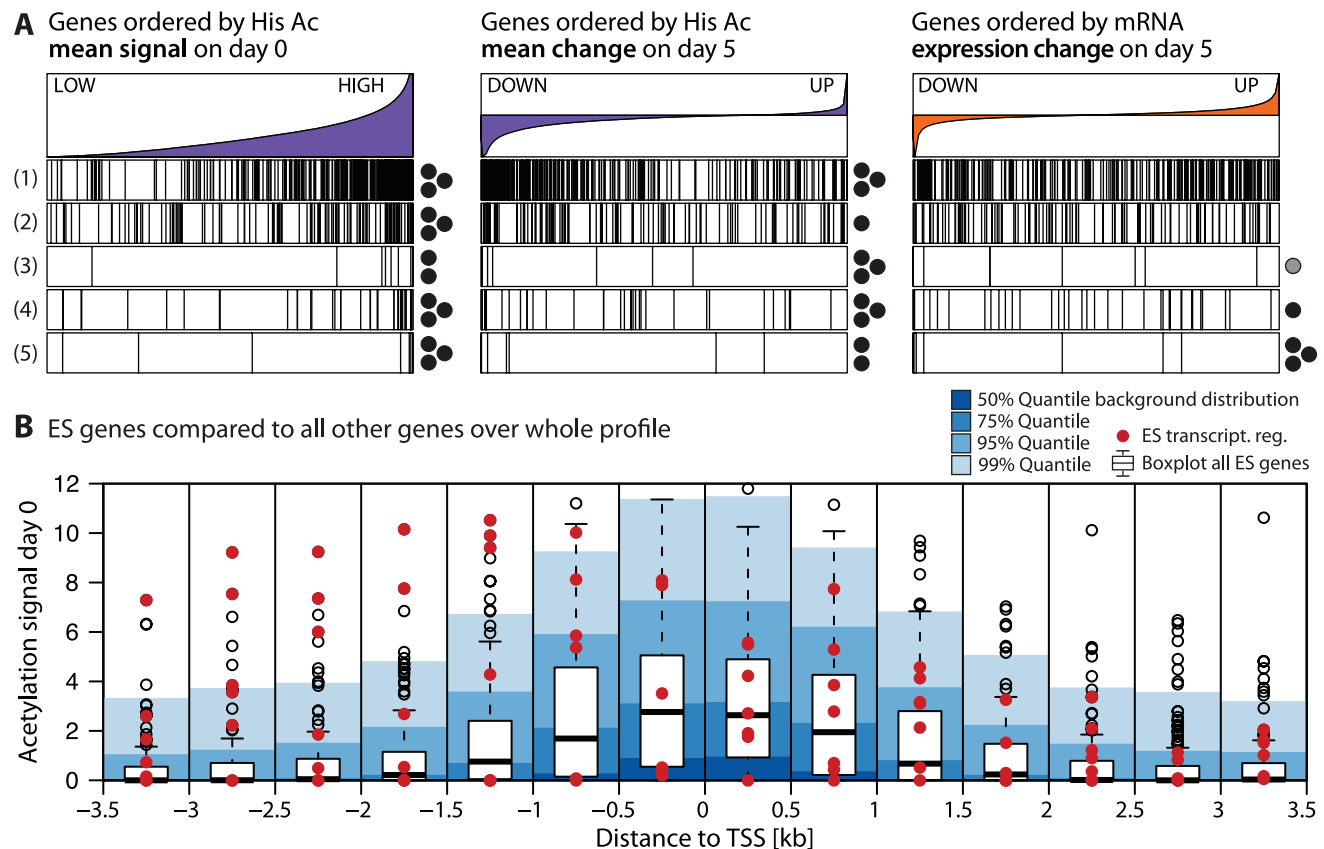 A
Genes ordered by His Ac
mean signal on day 0
Genes ordered by His Ac
mean change on day 5
Genes ordered by mRNA
expression change on day 5
LOW HIGH
DOWN UP
DOWN UP
(1)
(2)
(3)
(4)
(5)
B ES genes compared to all other genes over whole profile
50% Quantile background distribution
75% Quantile
95% Quantile
99% Quantile
ES transcript. reg.
Boxplot all ES genes
Acetylation signal day 0
12
10
8
6
4
2
0
−3.5 −3 −2.5 −2 −1.5 −1 −0.5 0 0.5 1 1.5 2 2.5 3 3.5
Distance to TSS [kb]